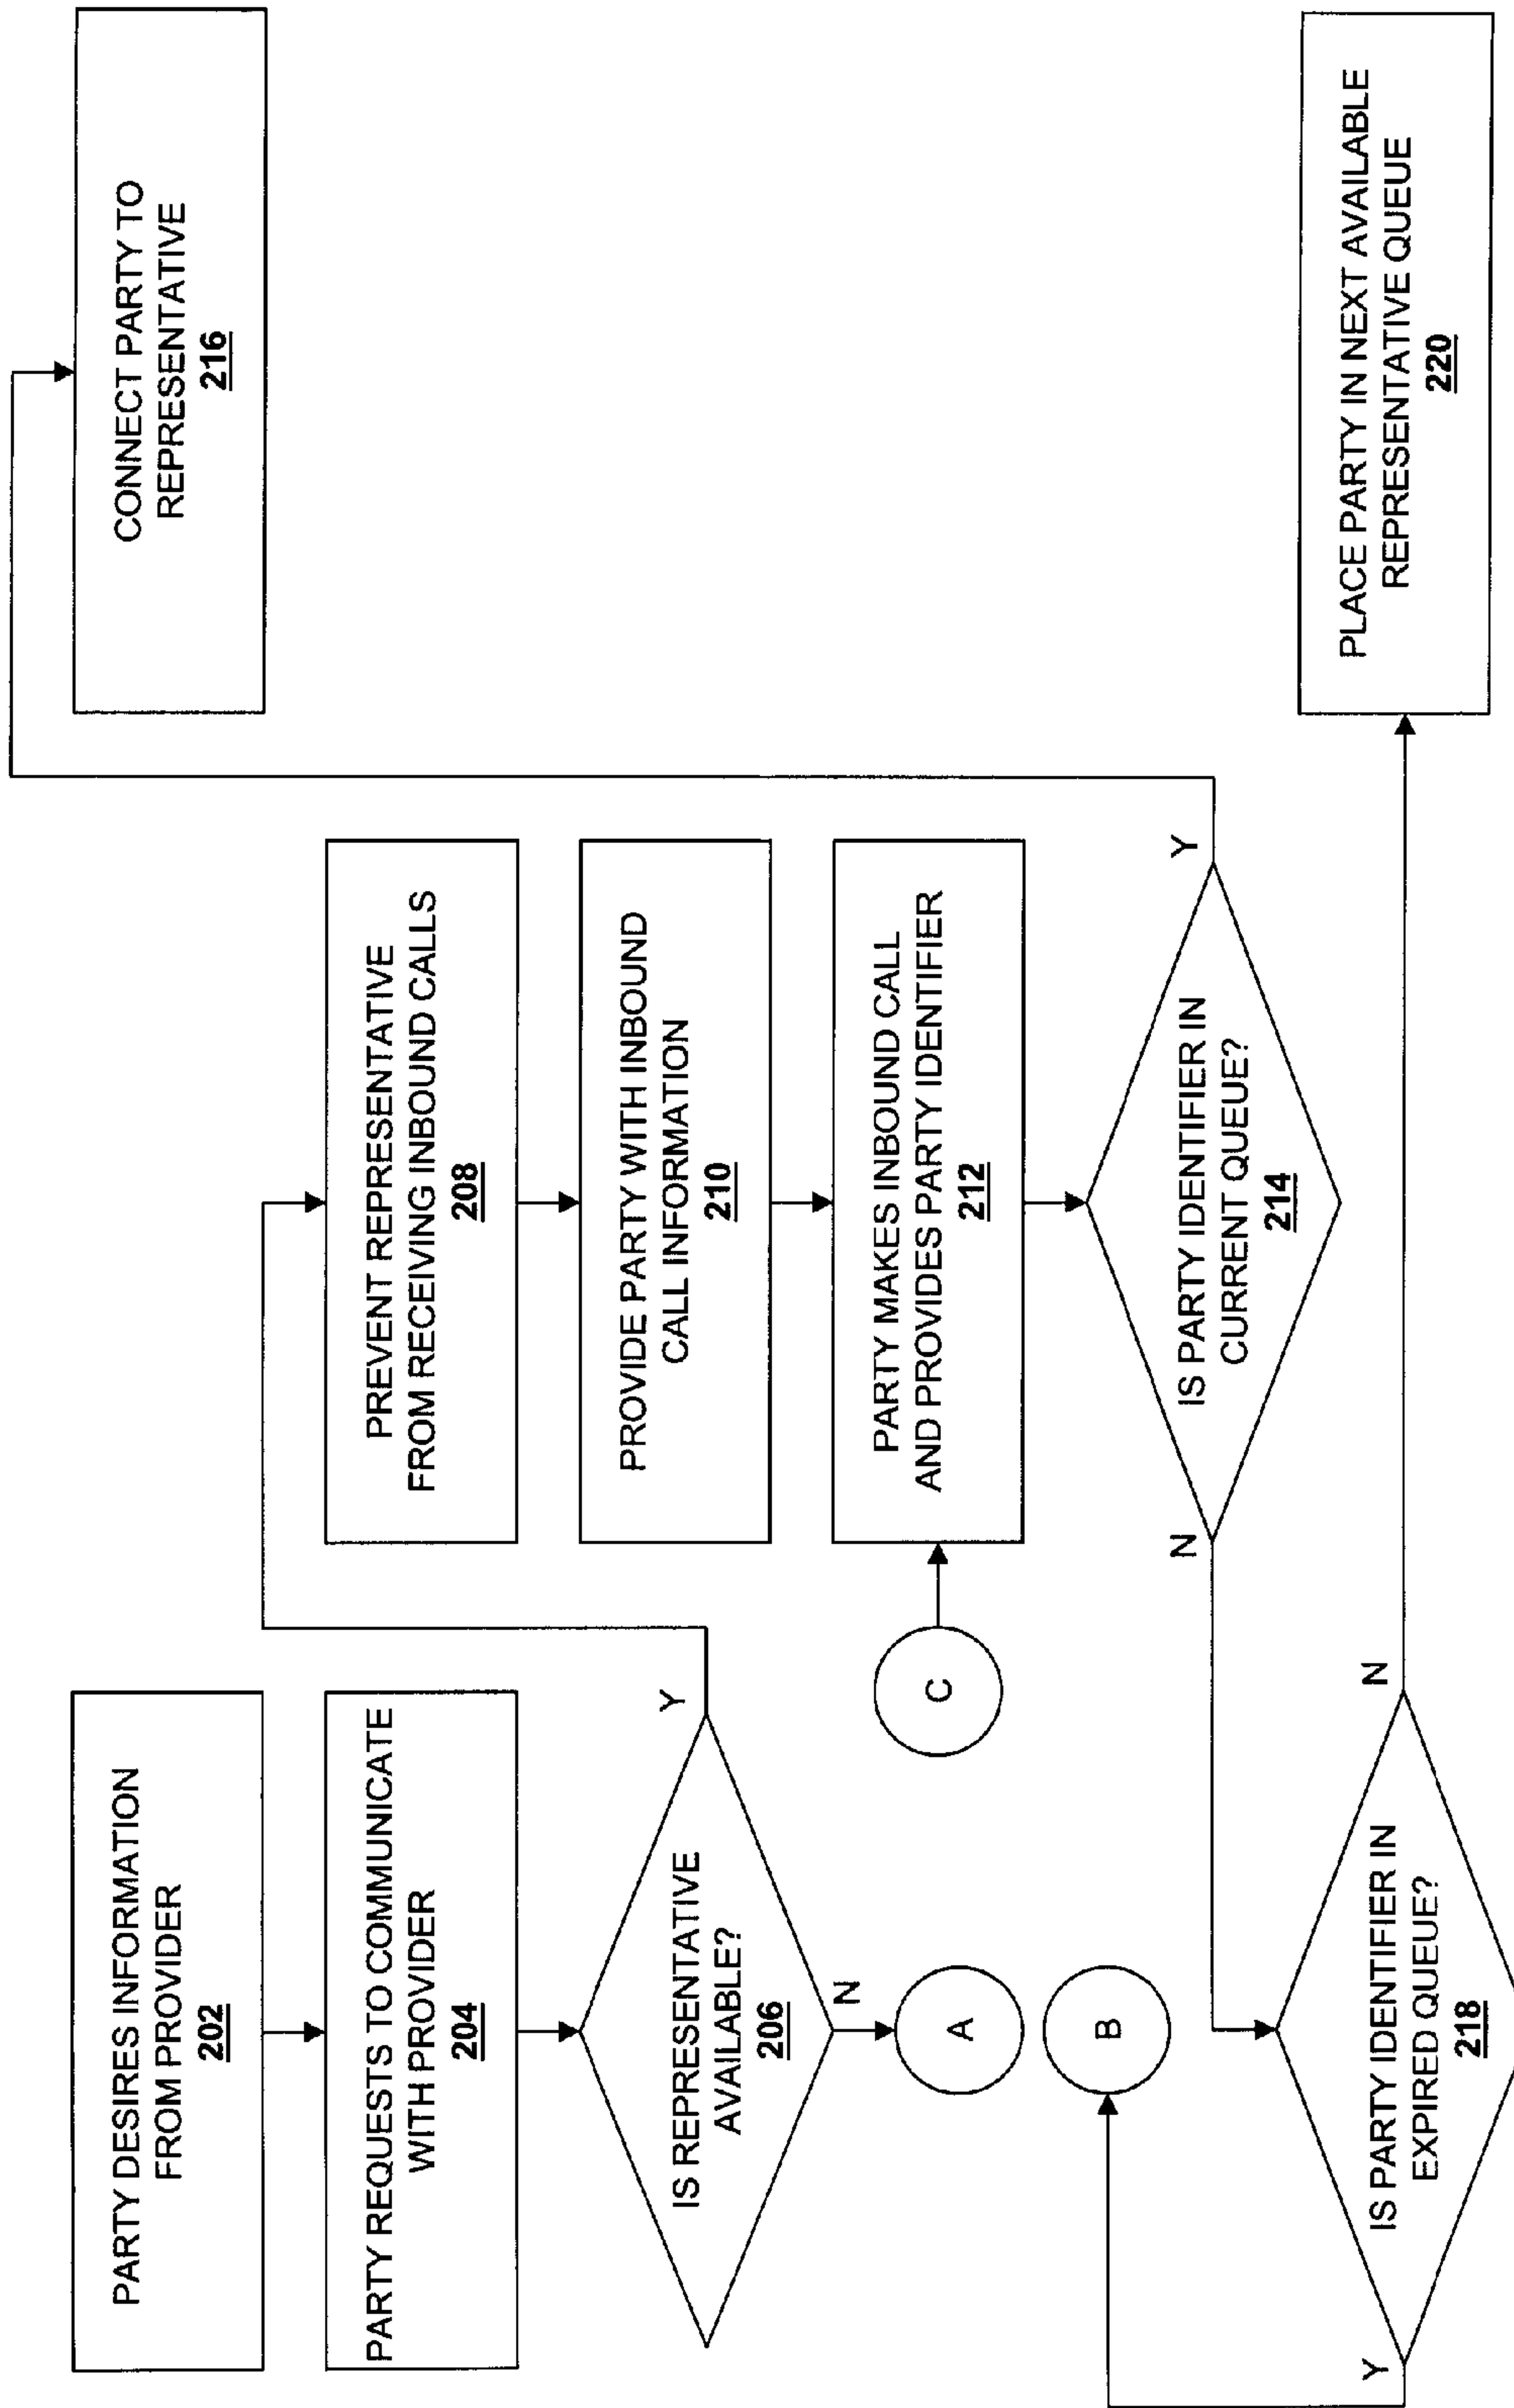 PARTY DESIRES INFORMATION
FROM PROVIDER
202
PARTY REQUESTS TO COMMUNICATE
WITH PROVIDER
204
IS REPRESENTATIVE
AVAILABLE?
206
Y
N
A
B
C
PREVENT REPRESENTATIVE
FROM RECEIVING INBOUND CALLS
208
PROVIDE PARTY WITH INBOUND
CALL INFORMATION
210
PARTY MAKES INBOUND CALL
AND PROVIDES PARTY IDENTIFIER
212
IS PARTY IDENTIFIER IN
CURRENT QUEUE?
214
Y
N
CONNECT PARTY TO
REPRESENTATIVE
216
IS PARTY IDENTIFIER IN
EXPIRED QUEUE?
218
Y
N
PLACE PARTY IN NEXT AVAILABLE
REPRESENTATIVE QUEUE
220